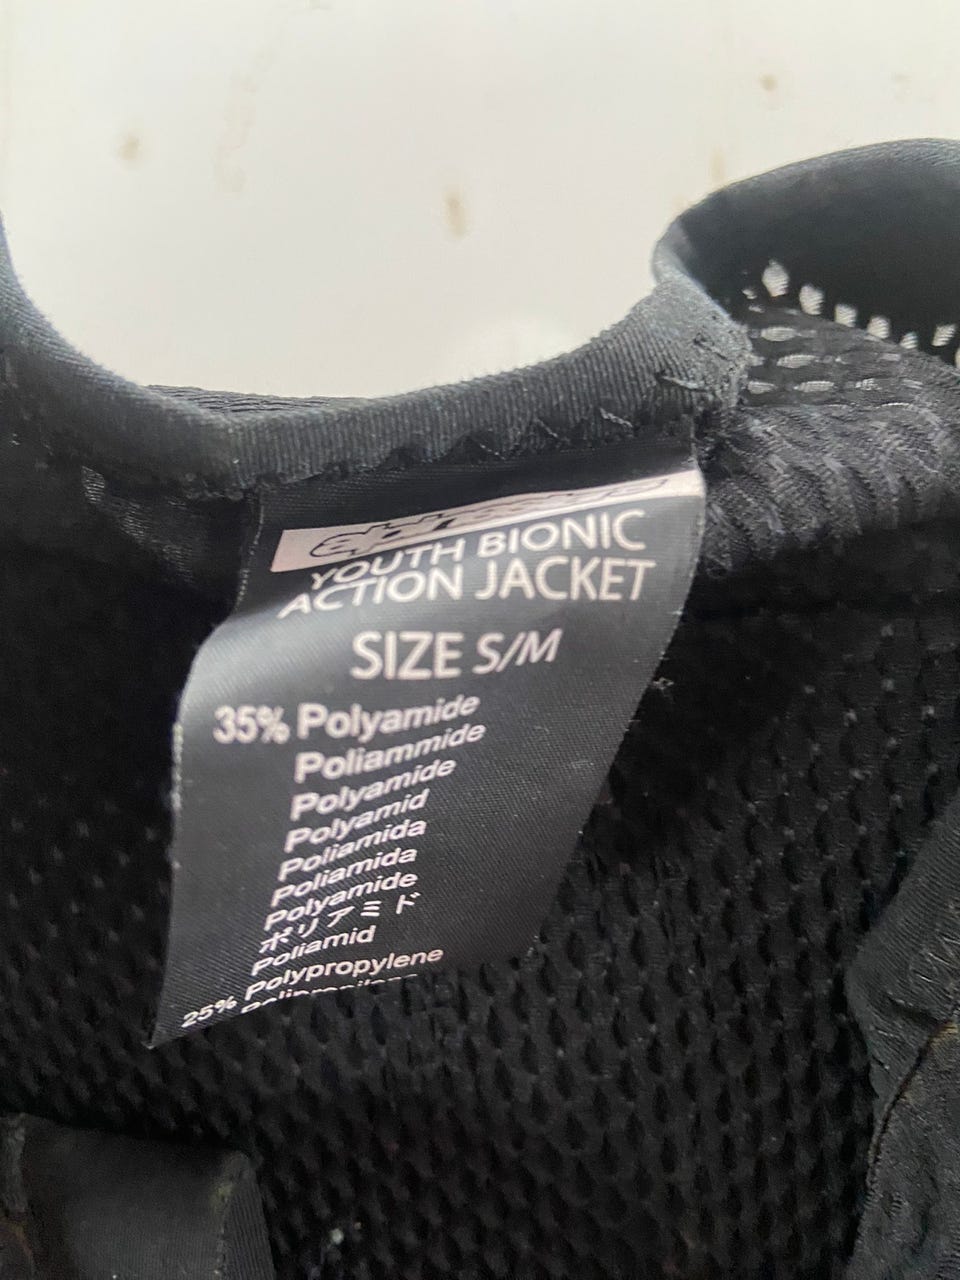 YOUTH BIONIC
ACTION JACKET
SIZE S/M
35% Polyamide
Poliammide
Polyamide
Polyamid
Poliamida
Poliamida
Polyamide
ポリアミド
Poliamid
25% Polypropylene